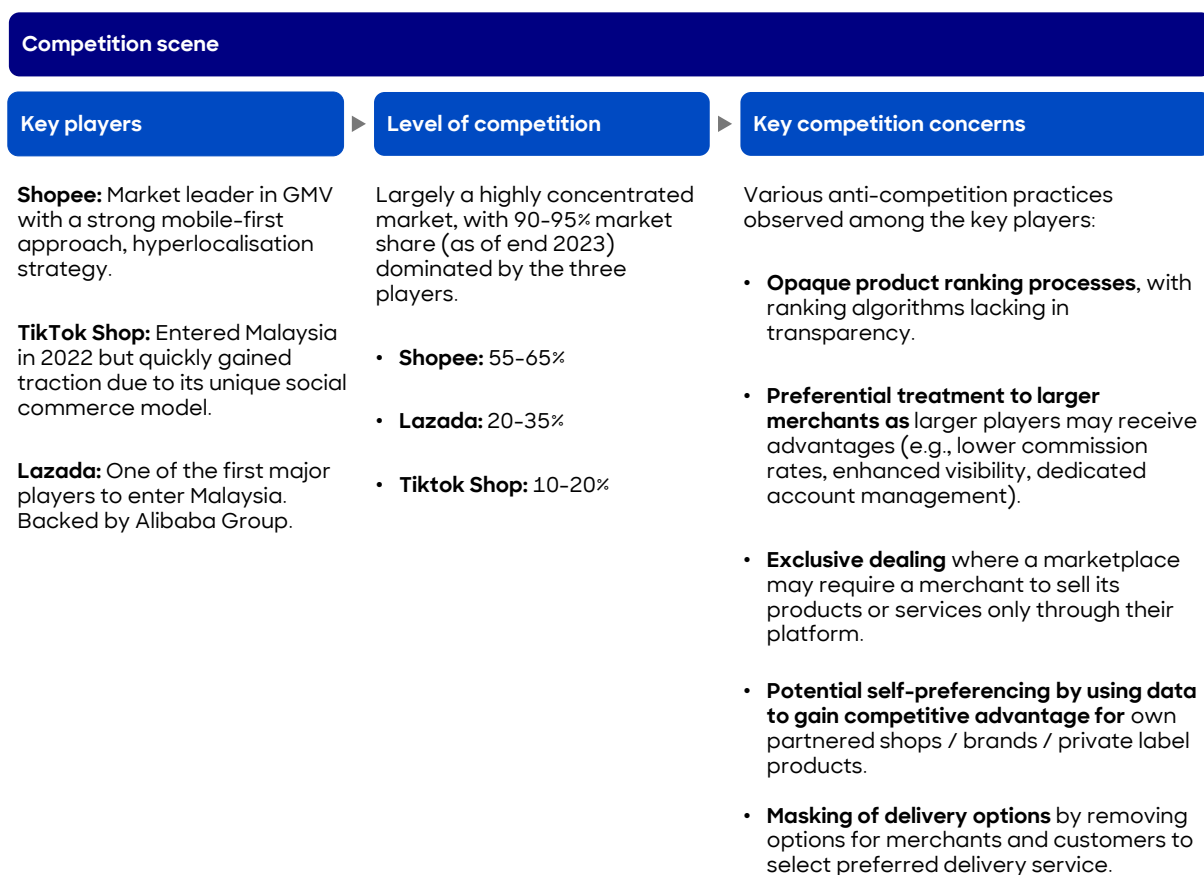 Competition scene
Key players
Level of competition
Key competition concerns
Shopee: Market leader in GMV
with a strong mobile-first
approach, hyperlocalisation
strategy.
TikTok Shop: Entered Malaysia
in 2022 but quickly gained
traction due to its unique social
commerce model.
Lazada: One of the first major
players to enter Malaysia.
Backed by Alibaba Group.
Largely a highly concentrated
market, with 90-95% market
share (as of end 2023)
dominated by the three
players.
• Shopee: 55-65%
• Lazada: 20-35%
• Tiktok Shop: 10-20%
Various anti-competition practices
observed among the key players:
• Opaque product ranking processes, with
ranking algorithms lacking in
transparency.
• Preferential treatment to larger
merchants as larger players may receive
advantages (e.g., lower commission
rates, enhanced visibility, dedicated
account management).
• Exclusive dealing where a marketplace
may require a merchant to sell its
products or services only through their
platform.
• Potential self-preferencing by using data
to gain competitive advantage for own
partnered shops / brands / private label
products.
• Masking of delivery options by removing
options for merchants and customers to
select preferred delivery service.